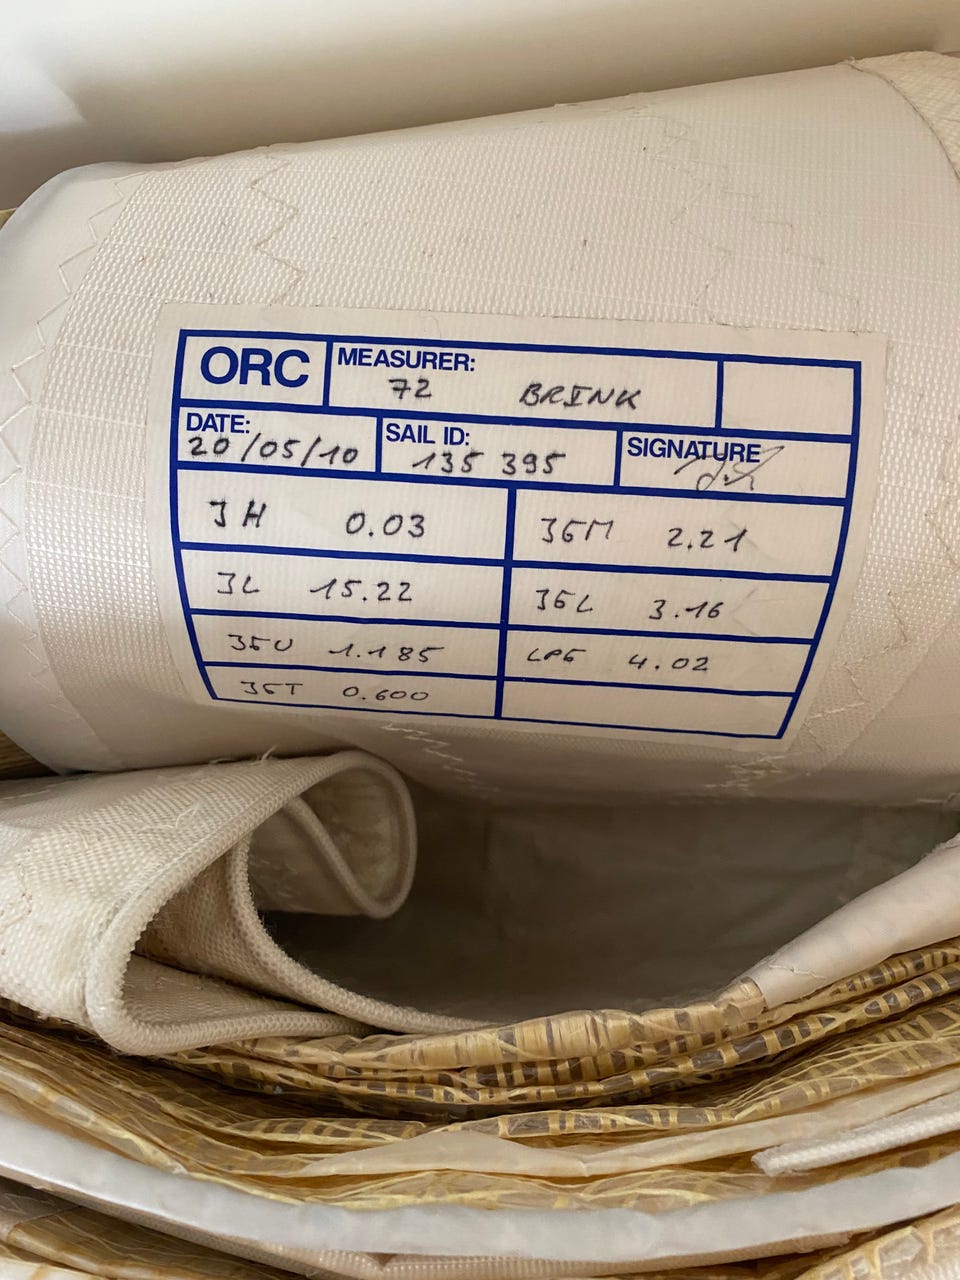 ORC
MEASURER:
72 BRINK
DATE:
20/05/10
SAIL ID:
135 395
SIGNATURE
JH 0.03
JGM 2.21
JL 15.22
JGL 3.16
JGU 1.185
LPG 4.02
JGT 0.600